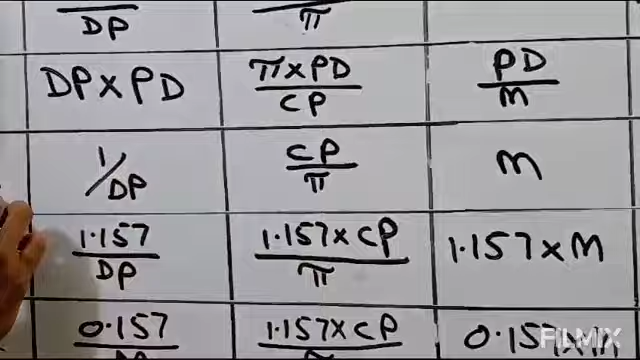 DP π
DP × PD π × PD / CP PD / M
1/DP CP / π M
1.157 / DP 1.157 × CP / π 1.157 × M
0.157 1.157 × CP
FILMIX